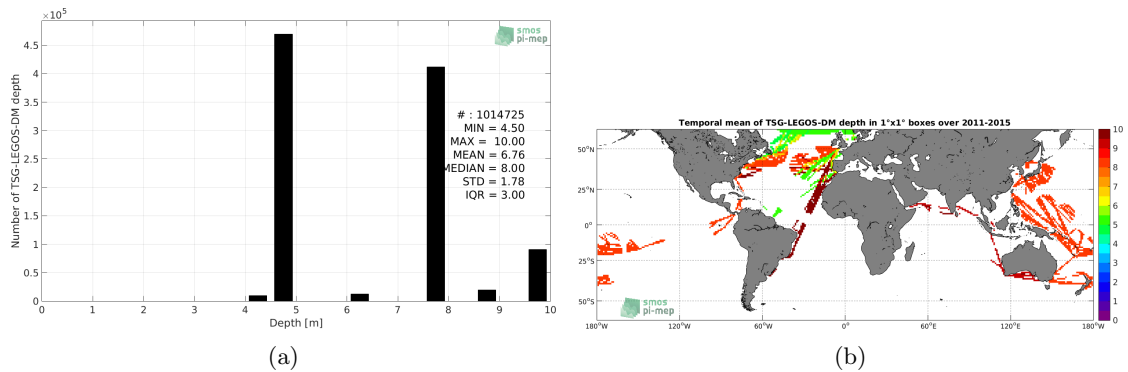 ×10⁵
4.5
4
3.5
3
2.5
2
1.5
1
0.5
0
Number of TSG-LEGOS-DM depth
smos
pi-mep
# : 1014725
MIN = 4.50
MAX = 10.00
MEAN = 6.76
MEDIAN = 8.00
STD = 1.78
IQR = 3.00
0 1 2 3 4 5 6 7 8 9 10
Depth [m]
(a)
Temporal mean of TSG-LEGOS-DM depth in 1°x1° boxes over 2011-2015
50°N
25°N
0°
25°S
50°S
smos
pi-mep
180°W 120°W 60°W 0° 60°E 120°E 180°W
10
9
8
7
6
5
4
3
2
1
0
(b)